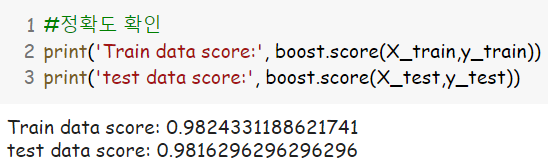 1 #정확도 확인
2 print('Train data score:', boost.score(X_train,y_train))
3 print('test data score:', boost.score(X_test,y_test))
Train data score: 0.9824331188621741
test data score: 0.9816296296296296